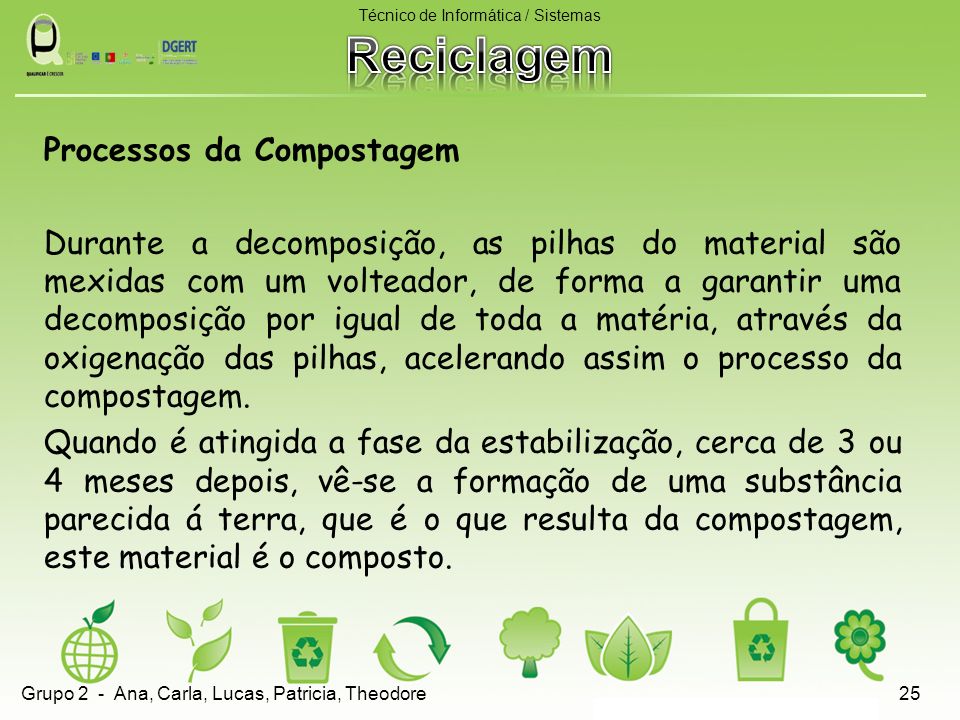 Técnico de Informática / Sistemas
Reciclagem
QUALIFICAR É CRESCER
DGERT
Processos da Compostagem
Durante a decomposição, as pilhas do material são
mexidas com um volteador, de forma a garantir uma
decomposição por igual de toda a matéria, através da
oxigenação das pilhas, acelerando assim o processo da
compostagem.
Quando é atingida a fase da estabilização, cerca de 3 ou
4 meses depois, vê-se a formação de uma substância
parecida á terra, que é o que resulta da compostagem,
este material é o composto.
Grupo 2 - Ana, Carla, Lucas, Patricia, Theodore
25